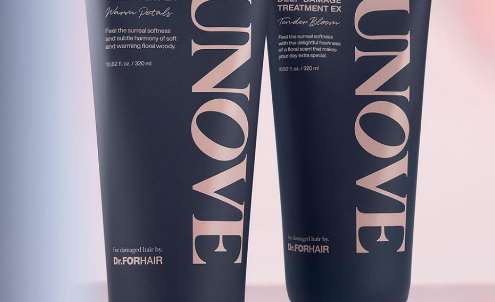 Warm Petals
Feel the surreal softness
and subtle harmony of soft
and warming floral woody.
10.82 fl. oz. / 320 ml
UNOVE
For damaged hair by.
Dr.FORHAIR
DEEP DAMAGE
TREATMENT EX
Tender Bloom
Feel the surreal softness
with the delightful freshness
of a floral scent that makes
your day extra special.
10.82 fl. oz. / 320 ml
UNOVE
For damaged hair by.
Dr.FORHAIR